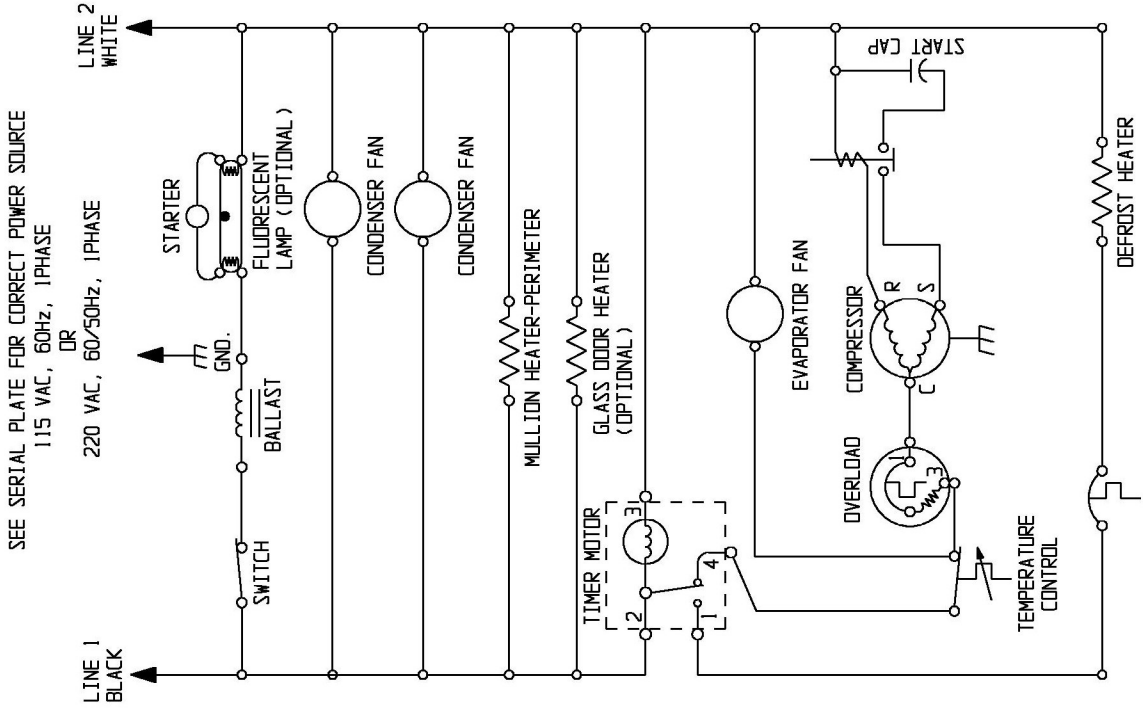 SEE SERIAL PLATE FOR CORRECT POWER SOURCE
115 VAC, 60Hz, 1PHASE
OR
220 VAC, 60/50Hz, 1PHASE
LINE 1
BLACK
LINE 2
WHITE
SWITCH
BALLAST
GND.
STARTER
FLUORESCENT
LAMP (OPTIONAL)
CONDENSER FAN
CONDENSER FAN
MULLION HEATER-PERIMETER
GLASS DOOR HEATER
(OPTIONAL)
TIMER MOTOR
2
3
1
4
EVAPORATOR FAN
OVERLOAD
1
3
COMPRESSOR
C
R
S
START CAP
TEMPERATURE
CONTROL
DEFROST HEATER